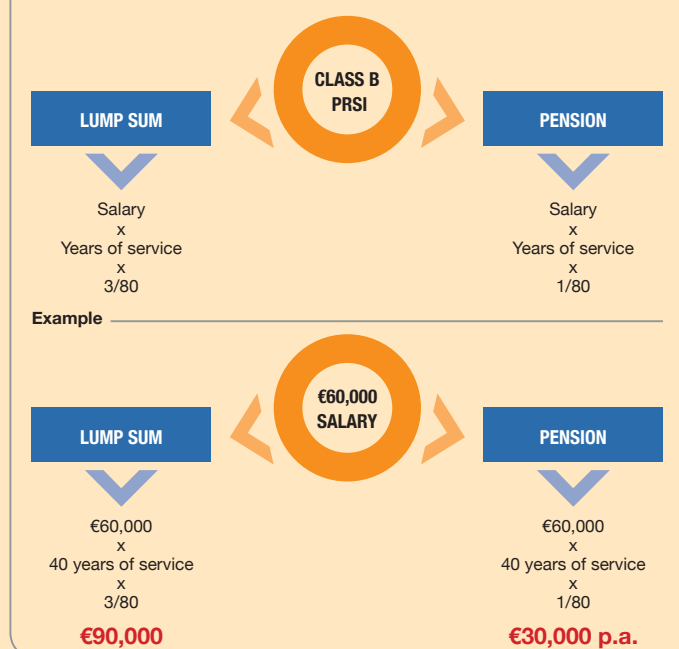 CLASS B
PRSI
LUMP SUM
Salary
x
Years of service
x
3/80
PENSION
Salary
x
Years of service
x
1/80
Example
€60,000
SALARY
LUMP SUM
€60,000
x
40 years of service
x
3/80
€90,000
PENSION
€60,000
x
40 years of service
x
1/80
€30,000 p.a.